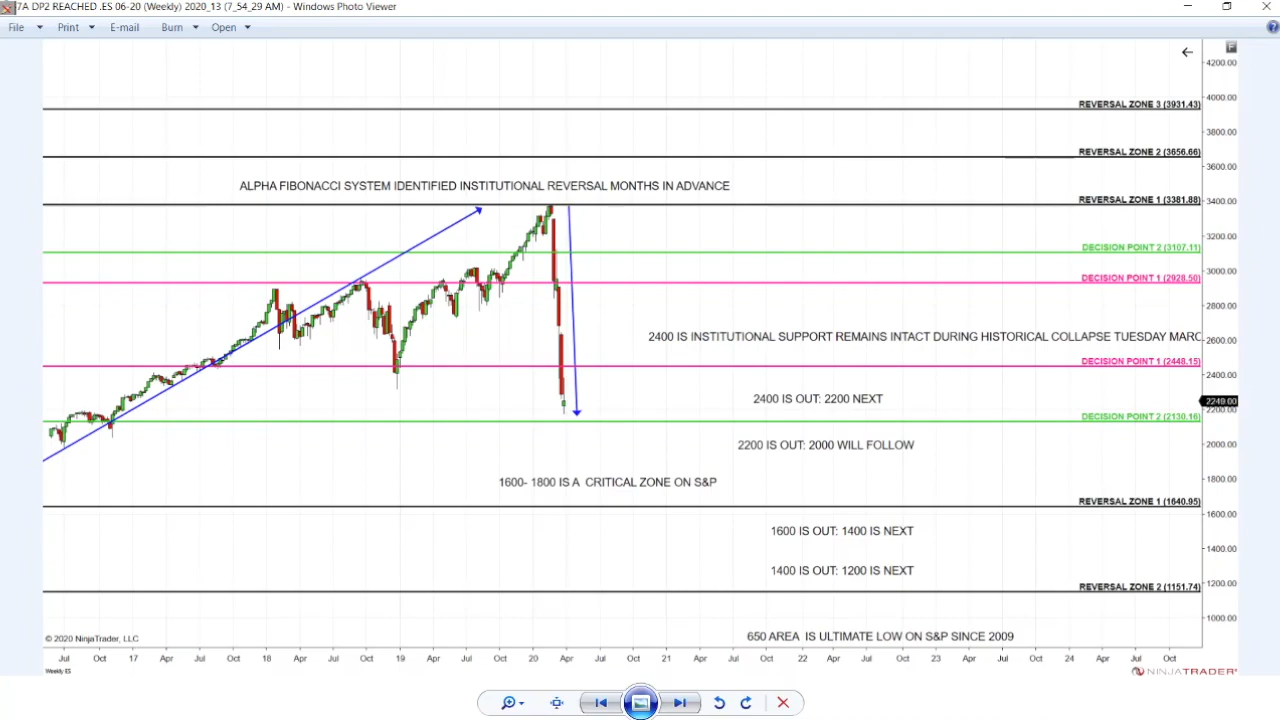 7A DP2 REACHED .ES 06-20 (Weekly) 2020_13 (7_54_29 AM) - Windows Photo Viewer
File Print E-mail Burn Open
F
4200.00
4000.00
REVERSAL ZONE 3 (3931.43)
3800.00
REVERSAL ZONE 2 (3656.66)
3600.00
ALPHA FIBONACCI SYSTEM IDENTIFIED INSTITUTIONAL REVERSAL MONTHS IN ADVANCE
REVERSAL ZONE 1 (3381.88)
3400.00
3200.00
DECISION POINT 2 (3107.11)
3000.00
DECISION POINT 1 (2928.50)
2800.00
2400 IS INSTITUTIONAL SUPPORT REMAINS INTACT DURING HISTORICAL COLLAPSE TUESDAY MARC
2600.00
DECISION POINT 1 (2448.15)
2400.00
2400 IS OUT: 2200 NEXT
2249.00
2200.00
DECISION POINT 2 (2130.16)
2200 IS OUT: 2000 WILL FOLLOW
2000.00
1600- 1800 IS A CRITICAL ZONE ON S&P
1800.00
REVERSAL ZONE 1 (1640.95)
1600.00
1600 IS OUT: 1400 IS NEXT
1400.00
1400 IS OUT: 1200 IS NEXT
1200.00
REVERSAL ZONE 2 (1151.74)
1000.00
650 AREA IS ULTIMATE LOW ON S&P SINCE 2009
© 2020 NinjaTrader, LLC
Jul Oct 17 Apr Jul Oct 18 Apr Jul Oct 19 Apr Jul Oct 20 Apr Jul Oct 21 Apr Jul Oct 22 Apr Jul Oct 23 Apr Jul Oct 24 Apr Jul Oct
Weekly ES
NINJATRADER